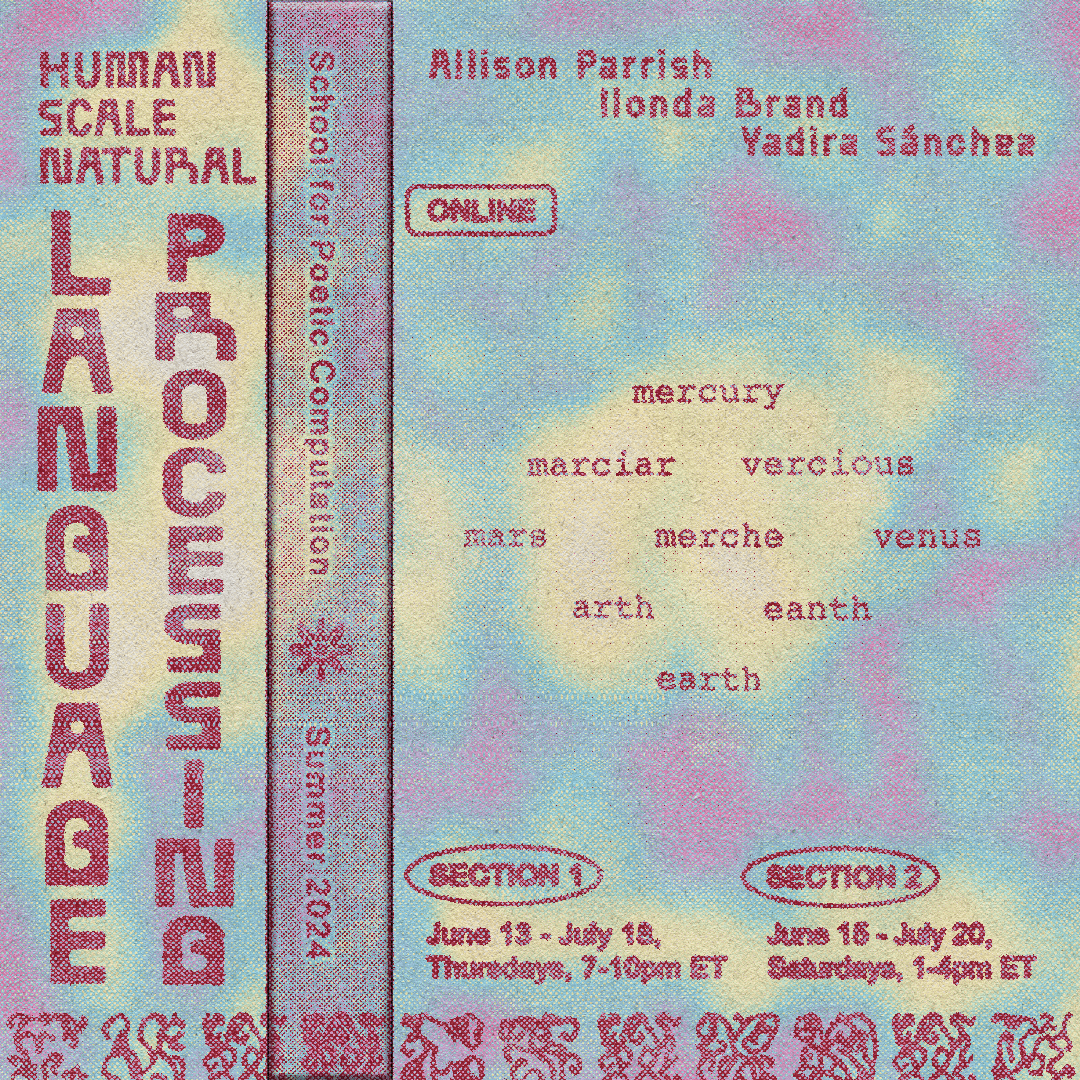 HUMAN
SCALE
NATURAL
LANGUAGE
PROCESSING
School for Poetic Computation
Summer 2024
Allison Parrish
Ilonda Brand
Yadira Sánchez
ONLINE
mercury
marciar vercious
mars merche venus
arth eanth
earth
SECTION 1
June 13 - July 18,
Thursdays, 7-10pm ET
SECTION 2
June 15 - July 20,
Saturdays, 1-4pm ET